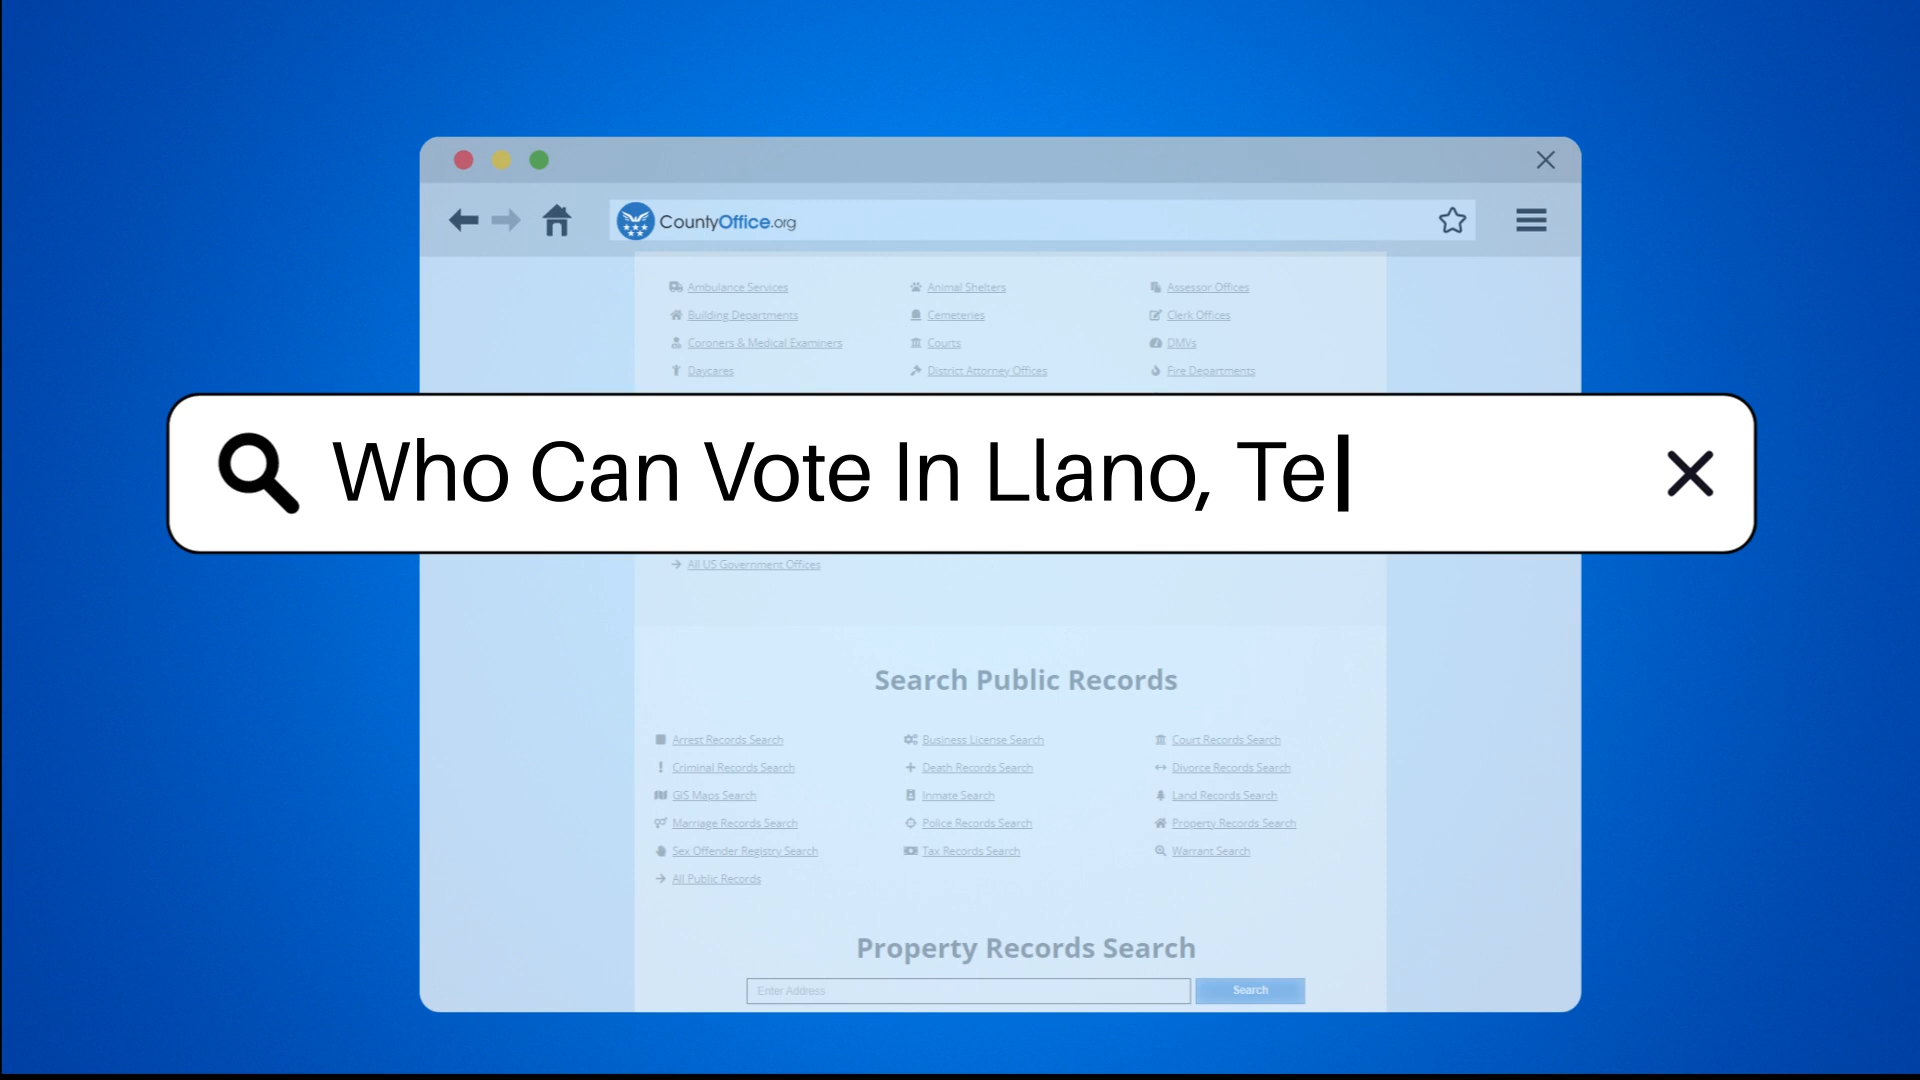 CountyOffice.org
Ambulance Services Animal Shelters Assessor Offices
Building Departments Cemeteries Clerk Offices
Coroners & Medical Examiners Courts DMVs
Daycares District Attorney Offices Fire Departments
Who Can Vote In Llano, Te
All US Government Offices
Search Public Records
Arrest Records Search Business License Search Court Records Search
Criminal Records Search Death Records Search Divorce Records Search
GIS Maps Search Inmate Search Land Records Search
Marriage Records Search Police Records Search Property Records Search
Sex Offender Registry Search Tax Records Search Warrant Search
All Public Records
Property Records Search
Enter Address Search